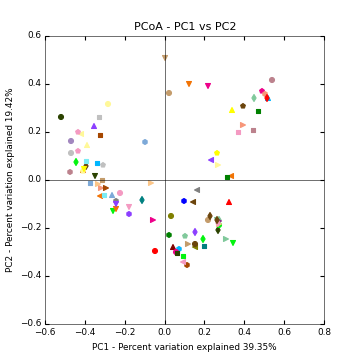 PCoA - PC1 vs PC2
0.6
0.4
0.2
0.0
−0.2
−0.4
−0.6
−0.6 −0.4 −0.2 0.0 0.2 0.4 0.6 0.8
PC2 - Percent variation explained 19.42%
PC1 - Percent variation explained 39.35%